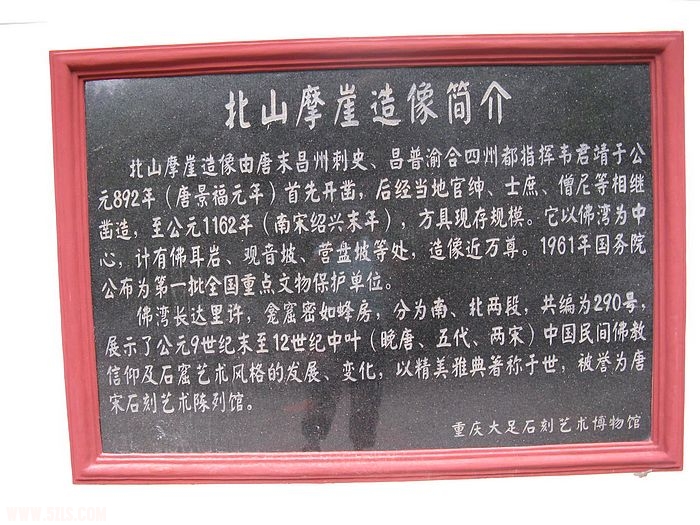 北山摩崖造像简介
北山摩崖造像由唐末昌州刺史、昌普渝合四州都指挥韦君靖于公
元892年（唐景福元年）首先开凿，后经当地官绅、士庶、僧尼等相继
凿造，至公元1162年（南宋绍兴末年），方具现存规模。它以佛湾为中
心，计有佛耳岩、观音坡、营盘坡等处，造像近万尊。1961年国务院
公布为第一批全国重点文物保护单位。
佛湾长达里许，龛窟密如蜂房，分为南、北两段，共编为290号，
展示了公元9世纪末至12世纪中叶（晚唐、五代、两宋）中国民间佛教
信仰及石窟艺术风格的发展、变化，以精美雅典著称于世，被誉为唐
宋石刻艺术陈列馆。
重庆大足石刻艺术博物馆